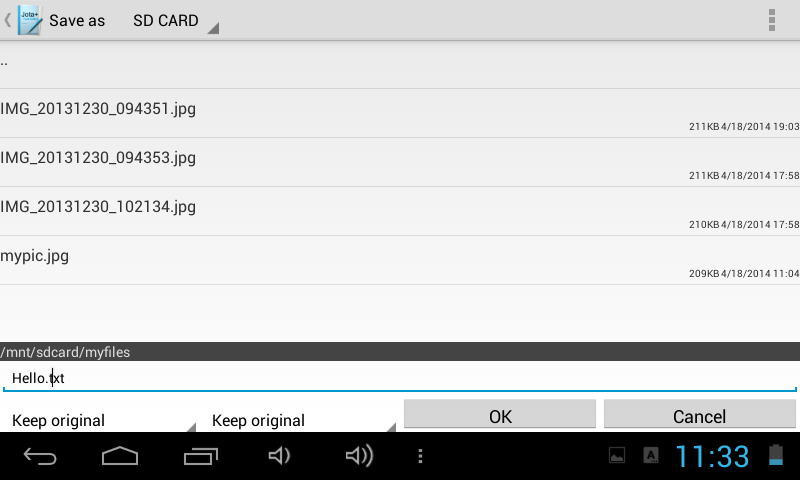 Jota+
Save as SD CARD
..
IMG_20131230_094351.jpg
211KB 4/18/2014 19:03
IMG_20131230_094353.jpg
211KB 4/18/2014 17:58
IMG_20131230_102134.jpg
210KB 4/18/2014 17:58
mypic.jpg
209KB 4/18/2014 11:04
/mnt/sdcard/myfiles
Hello.txt
Keep original Keep original OK Cancel
A 11:33